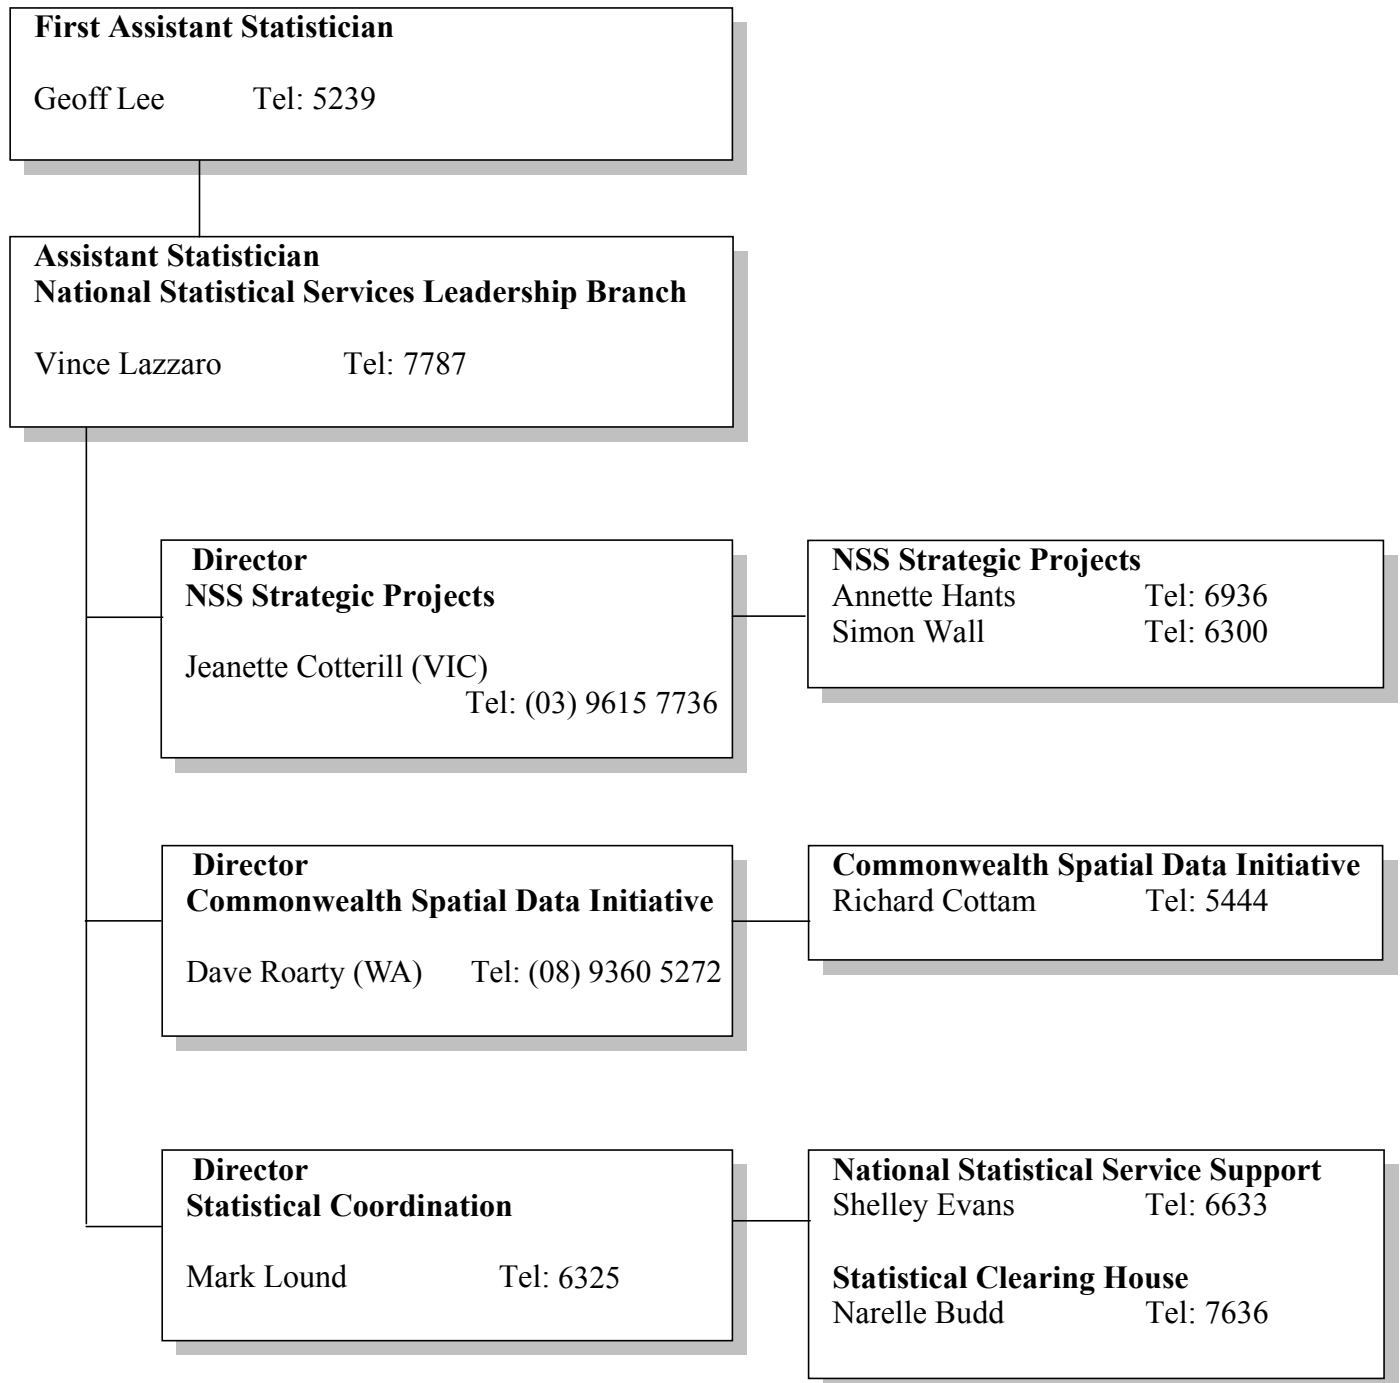 First Assistant Statistician
Geoff Lee Tel: 5239
Assistant Statistician
National Statistical Services Leadership Branch
Vince Lazzaro Tel: 7787
Director
NSS Strategic Projects
Jeanette Cotterill (VIC)
Tel: (03) 9615 7736
NSS Strategic Projects
Annette Hants Tel: 6936
Simon Wall Tel: 6300
Director
Commonwealth Spatial Data Initiative
Dave Roarty (WA) Tel: (08) 9360 5272
Commonwealth Spatial Data Initiative
Richard Cottam Tel: 5444
Director
Statistical Coordination
Mark Lound Tel: 6325
National Statistical Service Support
Shelley Evans Tel: 6633
Statistical Clearing House
Narelle Budd Tel: 7636